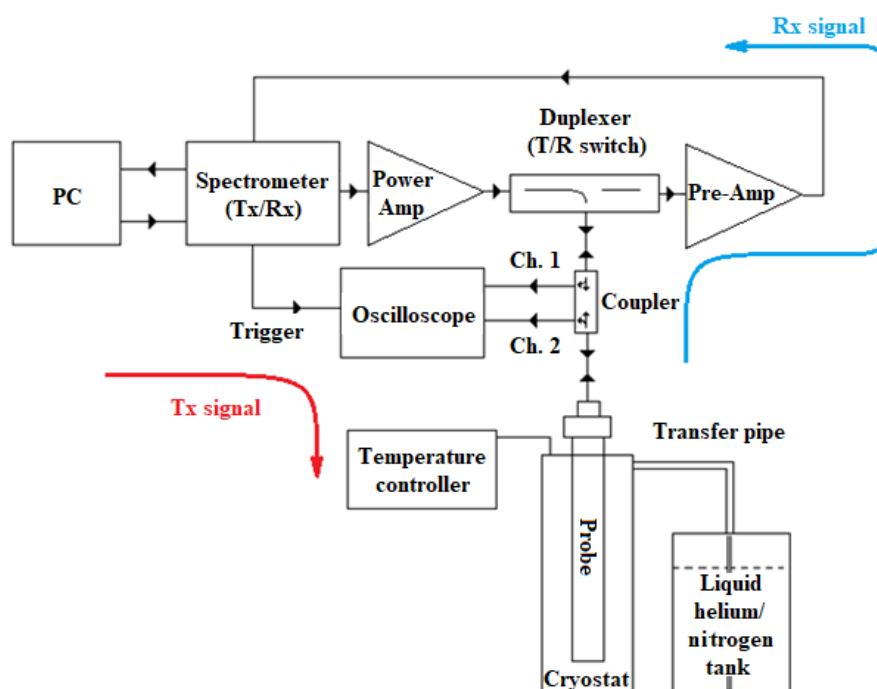 Rx signal
Duplexer
(T/R switch)
PC
Spectrometer
(Tx/Rx)
Power
Amp
Pre-Amp
Ch. 1
Oscilloscope
Coupler
Trigger
Ch. 2
Tx signal
Transfer pipe
Temperature
controller
Probe
Liquid
helium/
nitrogen
tank
Cryostat